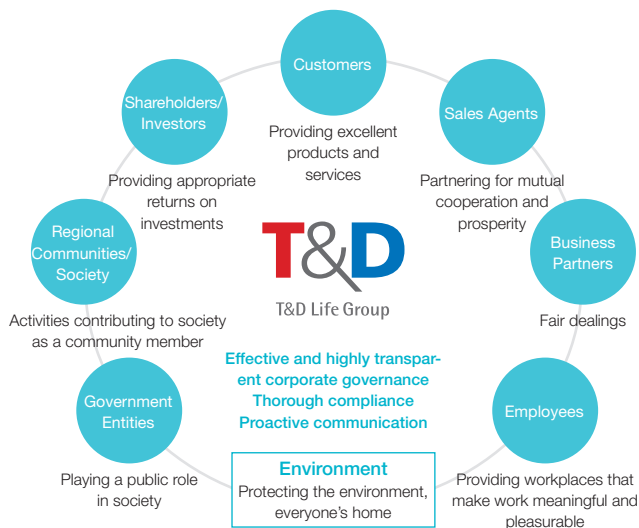 Customers
Providing excellent
products and
services
Shareholders/
Investors
Providing appropriate
returns on
investments
Sales Agents
Partnering for mutual
cooperation and
prosperity
Regional
Communities/
Society
Activities contributing to society
as a community member
Business
Partners
Fair dealings
T&D
T&D Life Group
Effective and highly transpar-
ent corporate governance
Thorough compliance
Proactive communication
Government
Entities
Playing a public role
in society
Employees
Providing workplaces that
make work meaningful and
pleasurable
Environment
Protecting the environment,
everyone's home